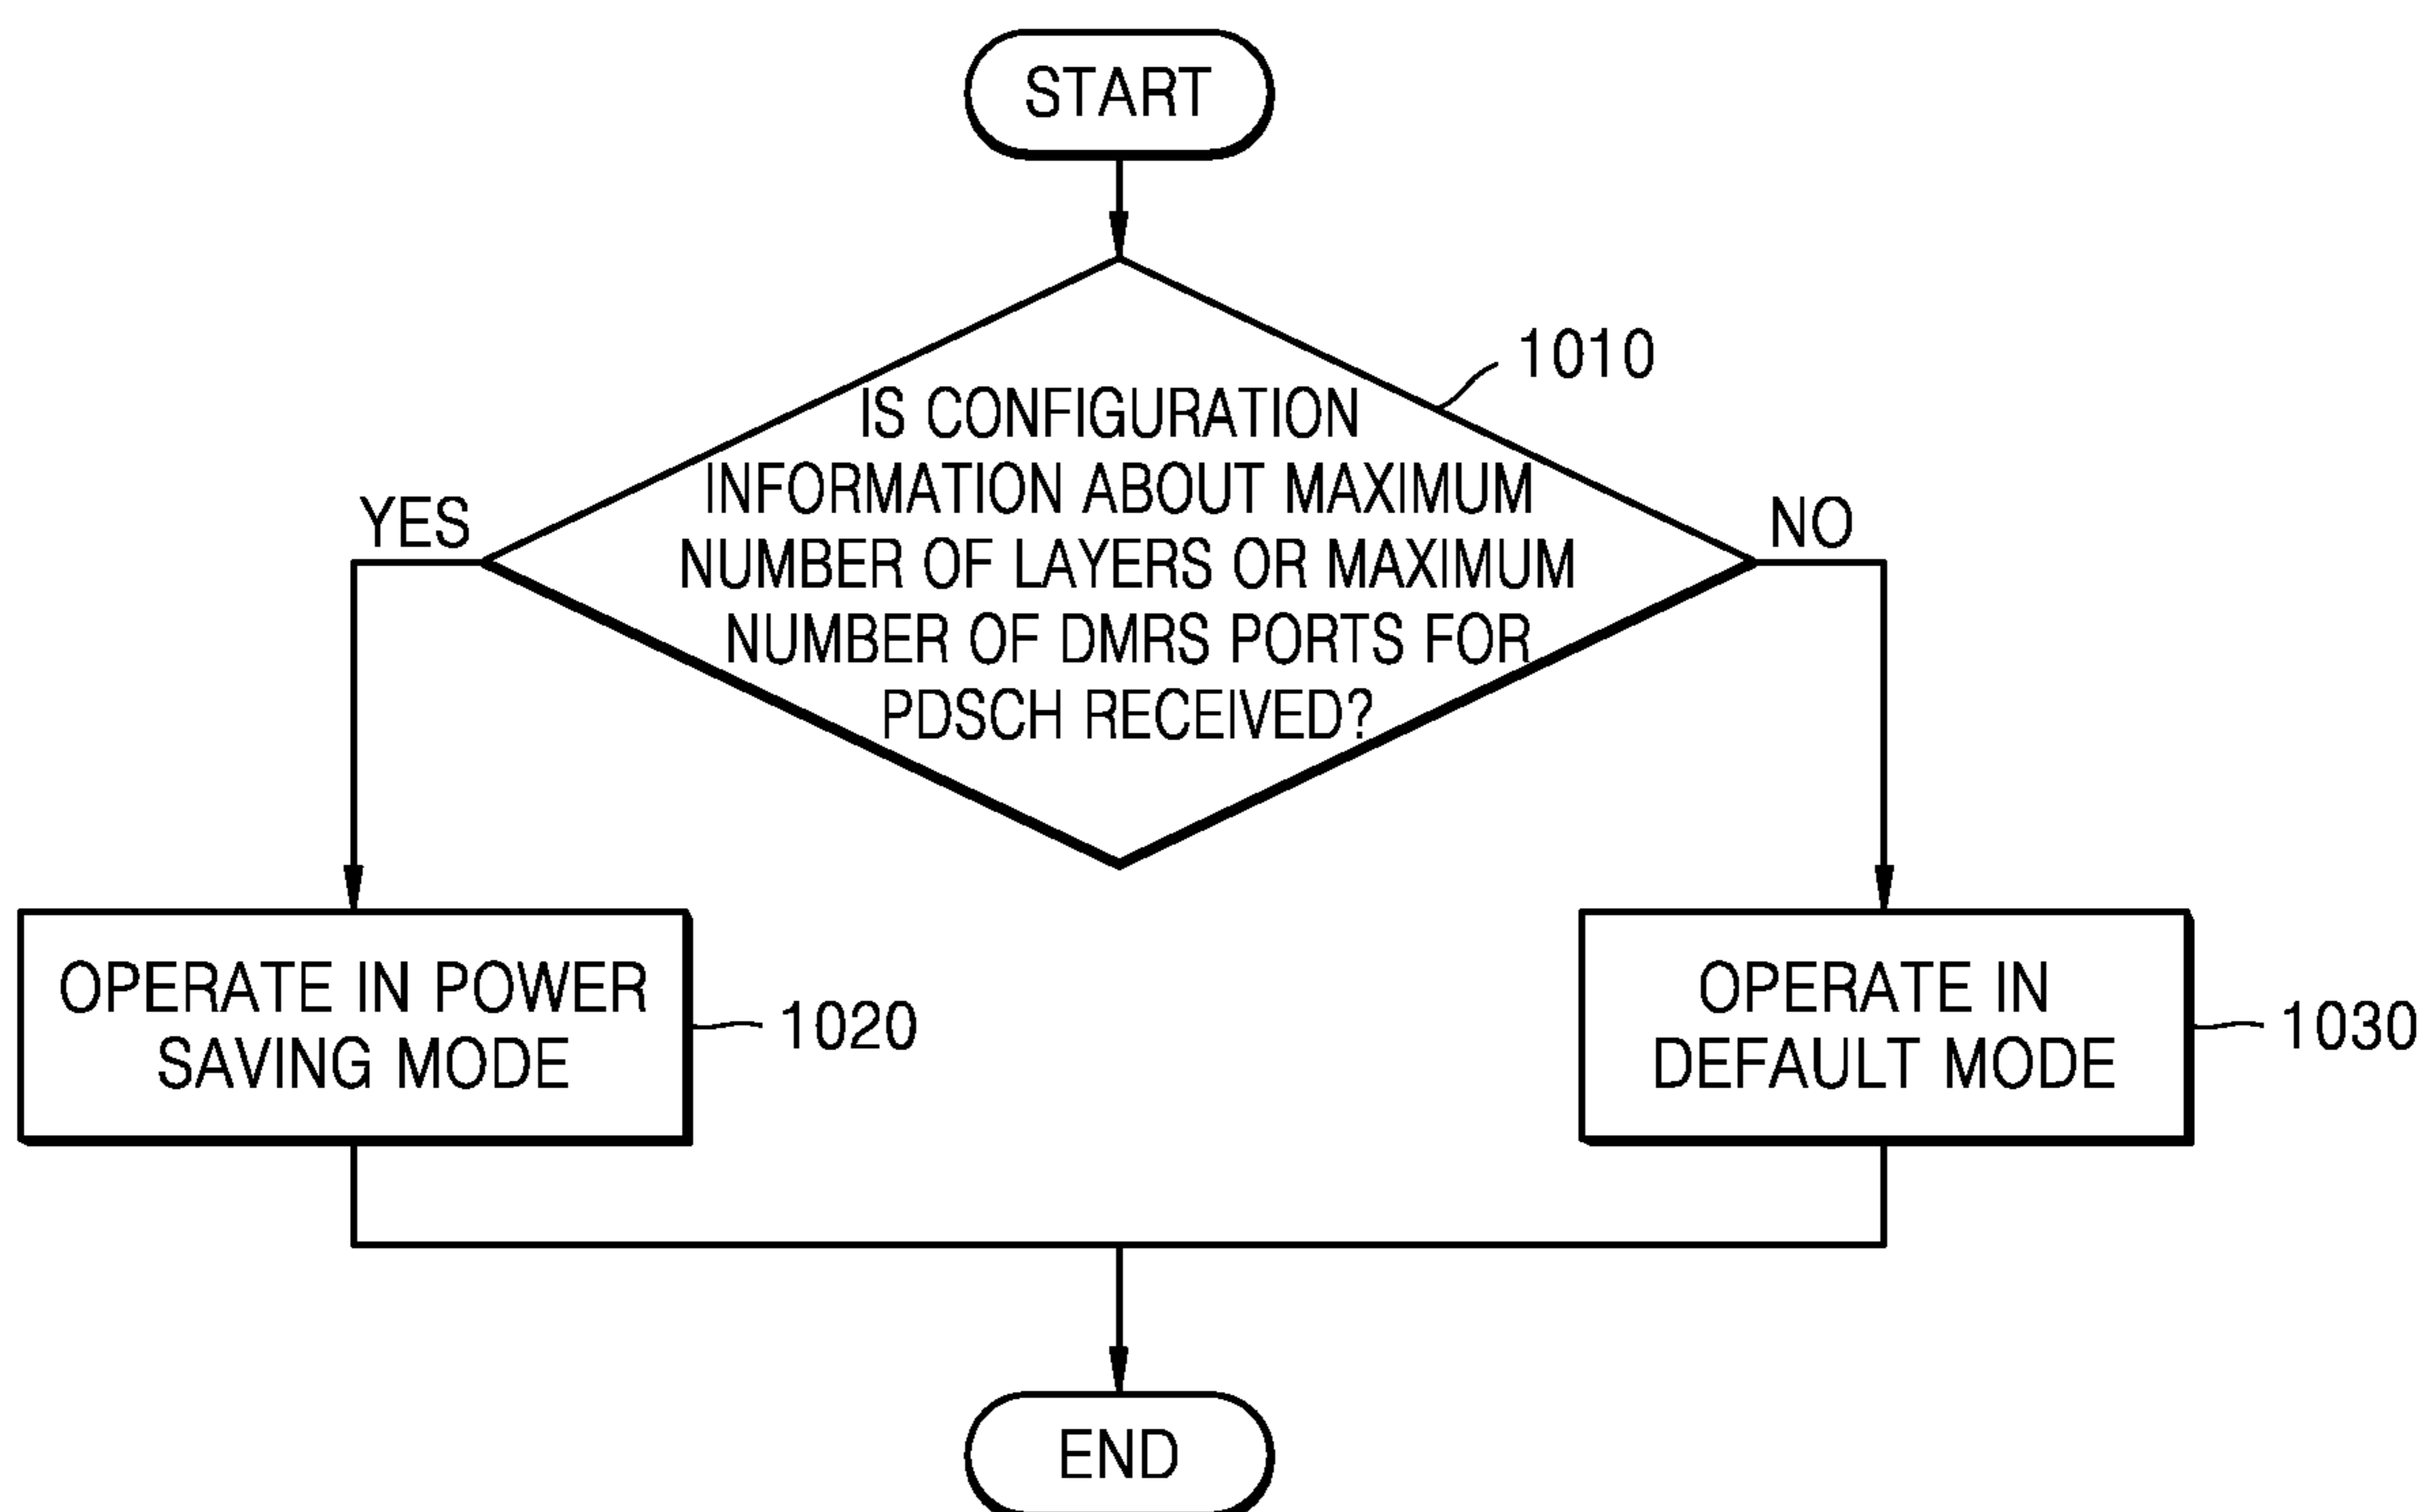 START
1010
IS CONFIGURATION
INFORMATION ABOUT MAXIMUM
NUMBER OF LAYERS OR MAXIMUM
NUMBER OF DMRS PORTS FOR
PDSCH RECEIVED?
YES
NO
OPERATE IN POWER
SAVING MODE
1020
OPERATE IN
DEFAULT MODE
1030
END